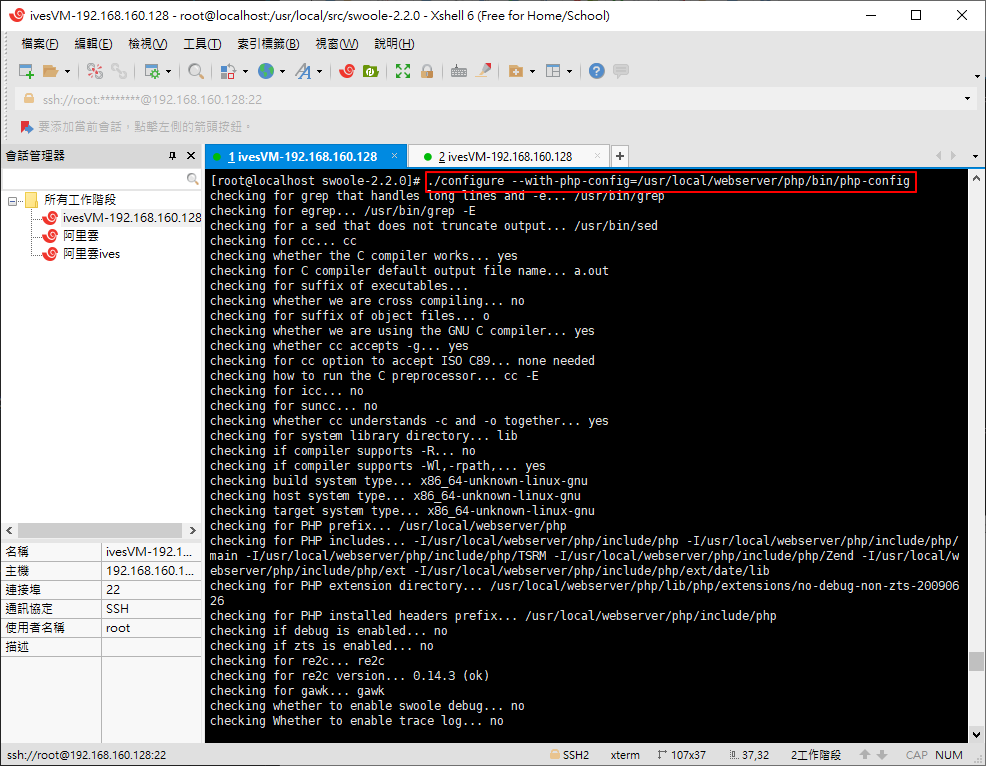 ivesVM-192.168.160.128 - root@localhost:/usr/local/src/swoole-2.2.0 - Xshell 6 (Free for Home/School)
檔案(F) 編輯(E) 檢視(V) 工具(T) 索引標籤(B) 視窗(W) 說明(H)
ssh://root:********@192.168.160.128:22
要添加當前會話，點擊左側的箭頭按鈕。
會話管理器
所有工作階段
ivesVM-192.168.160.128
阿里雲
阿里雲ives
名稱 ivesVM-192.1...
主機 192.168.160.1...
連接埠 22
通訊協定 SSH
使用者名稱 root
描述
1 ivesVM-192.168.160.128 × 2 ivesVM-192.168.160.128 × +
[root@localhost swoole-2.2.0]# ./configure --with-php-config=/usr/local/webserver/php/bin/php-config
checking for grep that handles long lines and -e... /usr/bin/grep
checking for egrep... /usr/bin/grep -E
checking for a sed that does not truncate output... /usr/bin/sed
checking for cc... cc
checking whether the C compiler works... yes
checking for C compiler default output file name... a.out
checking for suffix of executables...
checking whether we are cross compiling... no
checking for suffix of object files... o
checking whether we are using the GNU C compiler... yes
checking whether cc accepts -g... yes
checking for cc option to accept ISO C89... none needed
checking how to run the C preprocessor... cc -E
checking for icc... no
checking for suncc... no
checking whether cc understands -c and -o together... yes
checking for system library directory... lib
checking if compiler supports -R... no
checking if compiler supports -Wl,-rpath,... yes
checking build system type... x86_64-unknown-linux-gnu
checking host system type... x86_64-unknown-linux-gnu
checking target system type... x86_64-unknown-linux-gnu
checking for PHP prefix... /usr/local/webserver/php
checking for PHP includes... -I/usr/local/webserver/php/include/php -I/usr/local/webserver/php/include/php/
main -I/usr/local/webserver/php/include/php/TSRM -I/usr/local/webserver/php/include/php/Zend -I/usr/local/w
ebserver/php/include/php/ext -I/usr/local/webserver/php/include/php/ext/date/lib
checking for PHP extension directory... /usr/local/webserver/php/lib/php/extensions/no-debug-non-zts-200906
26
checking for PHP installed headers prefix... /usr/local/webserver/php/include/php
checking if debug is enabled... no
checking if zts is enabled... no
checking for re2c... re2c
checking for re2c version... 0.14.3 (ok)
checking for gawk... gawk
checking whether to enable swoole debug... no
checking Whether to enable trace log... no
ssh://root@192.168.160.128:22 SSH2 xterm 107x37 37,32 2工作階段 CAP NUM